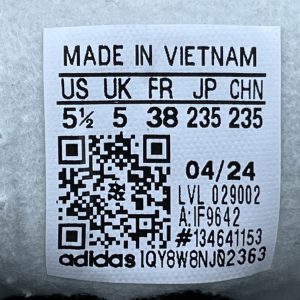 MADE IN VIETNAM
US UK FR JP CHN
5½ 5 38 235 235
04/24
LVL 029002
A:IF9642
#134641153
adidas 1QY8W8NJ02363